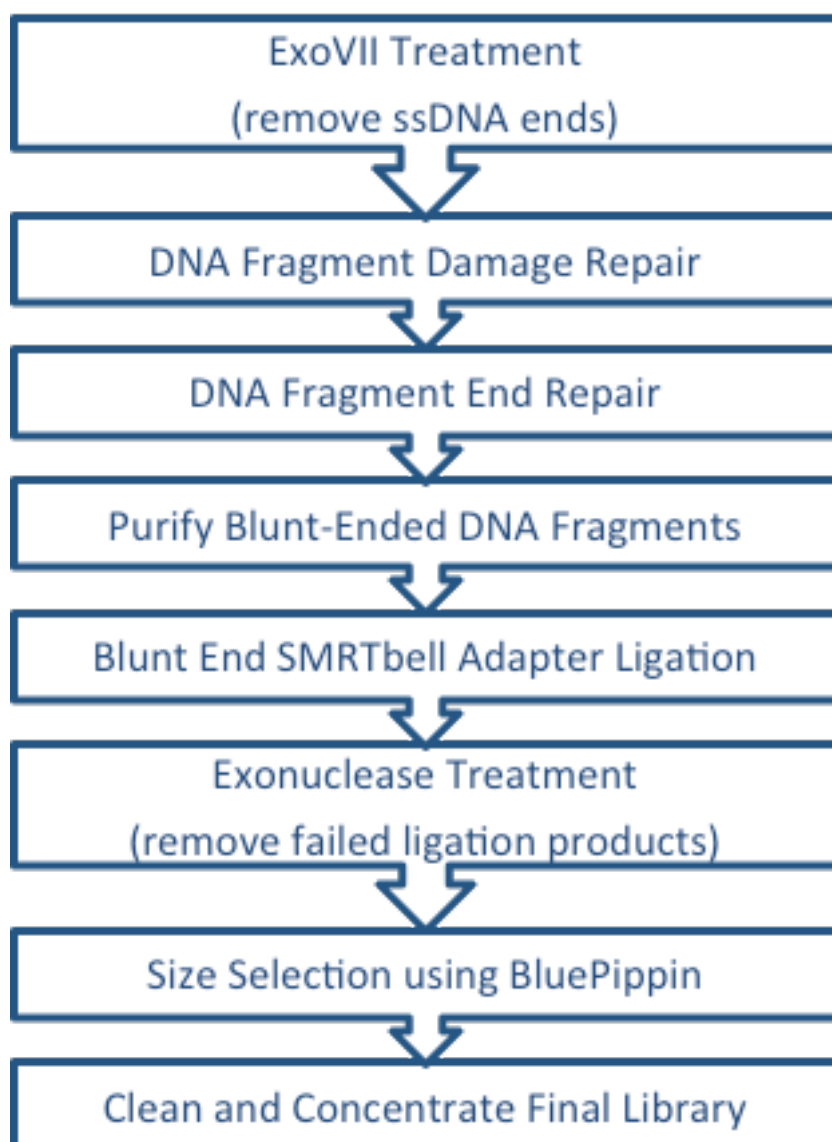 ExoVII Treatment
(remove ssDNA ends)
DNA Fragment Damage Repair
DNA Fragment End Repair
Purify Blunt-Ended DNA Fragments
Blunt End SMRTbell Adapter Ligation
Exonuclease Treatment
(remove failed ligation products)
Size Selection using BluePippin
Clean and Concentrate Final Library